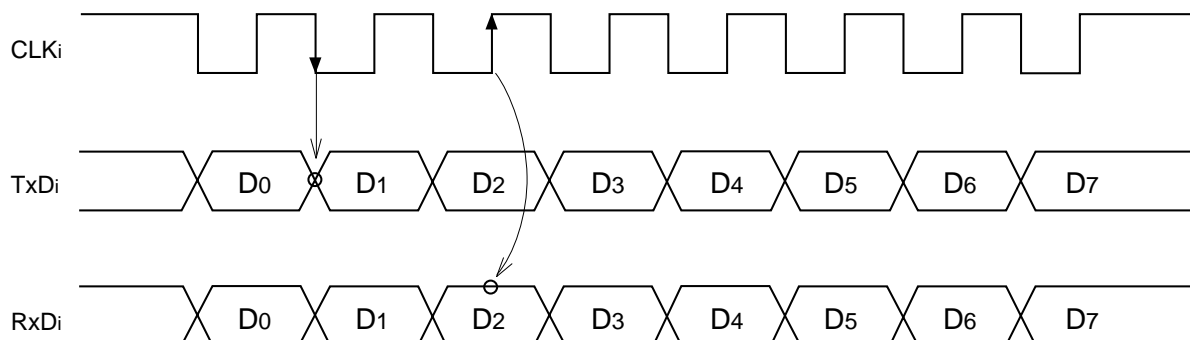 CLKi
TxDi D0 D1 D2 D3 D4 D5 D6 D7
RxDi D0 D1 D2 D3 D4 D5 D6 D7